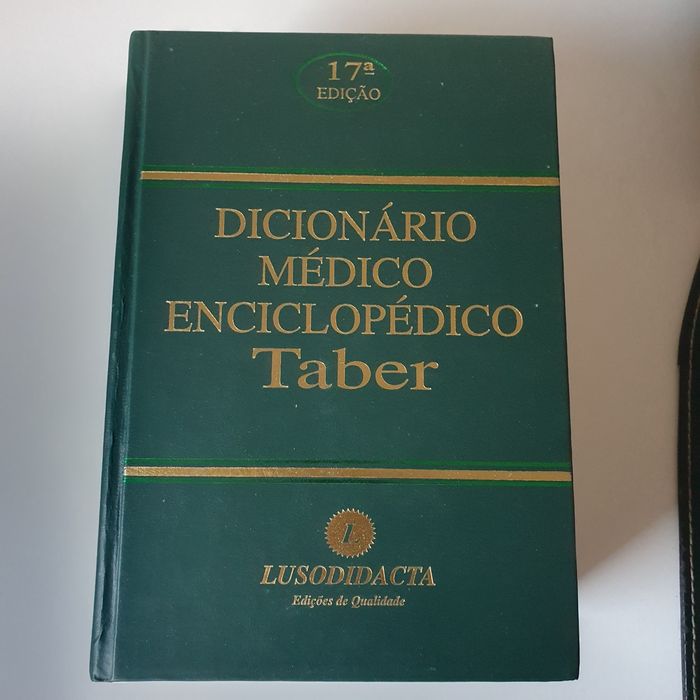 17ª
EDIÇÃO
DICIONÁRIO
MÉDICO
ENCICLOPÉDICO
Taber
L
LUSODIDACTA
Edições de Qualidade